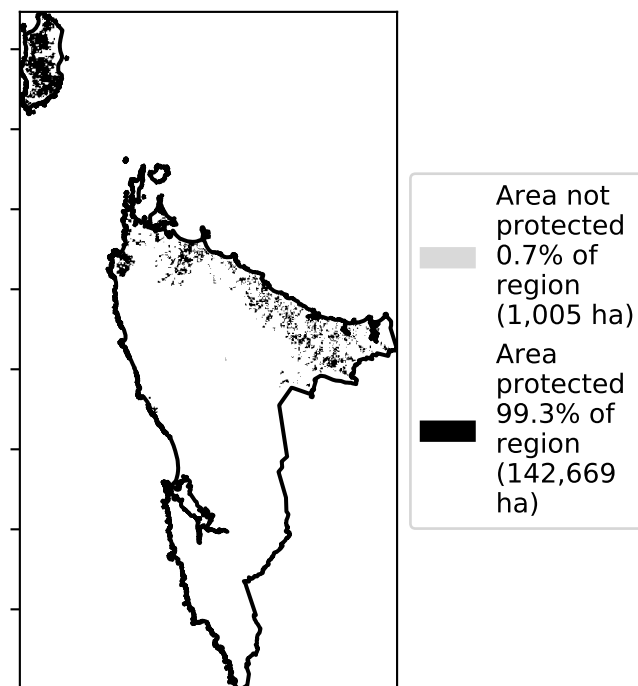 Area not
protected
0.7% of
region
(1,005 ha)
Area
protected
99.3% of
region
(142,669
ha)